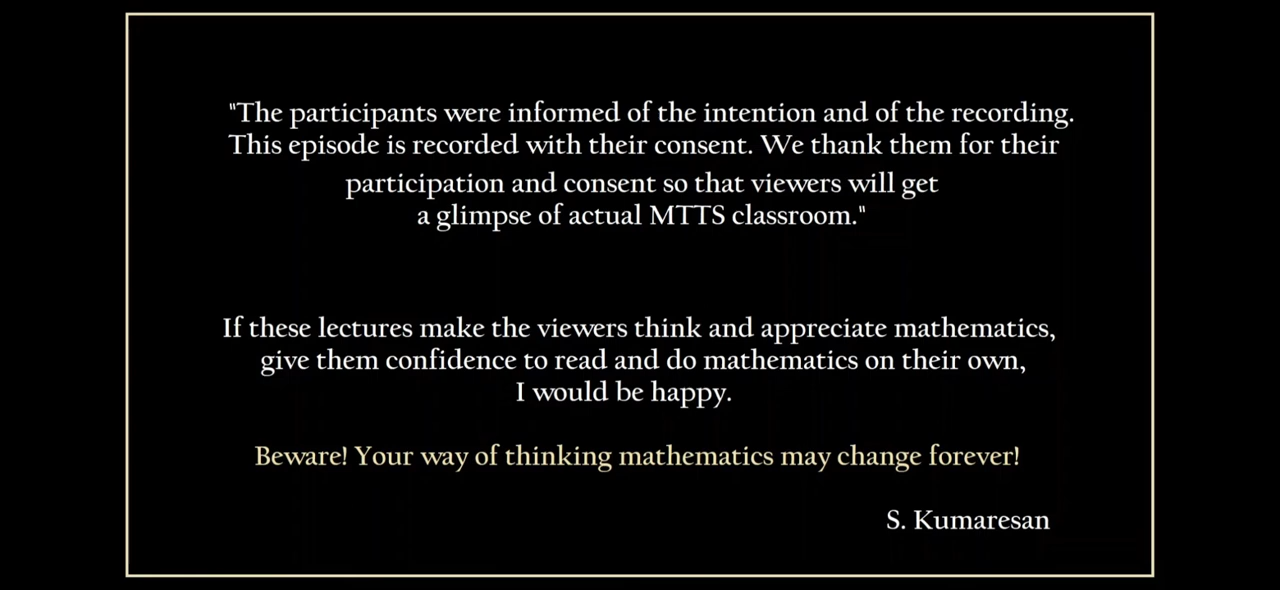 "The participants were informed of the intention and of the recording.
This episode is recorded with their consent. We thank them for their
participation and consent so that viewers will get
a glimpse of actual MTTS classroom."
If these lectures make the viewers think and appreciate mathematics,
give them confidence to read and do mathematics on their own,
I would be happy.
Beware! Your way of thinking mathematics may change forever!
S. Kumaresan